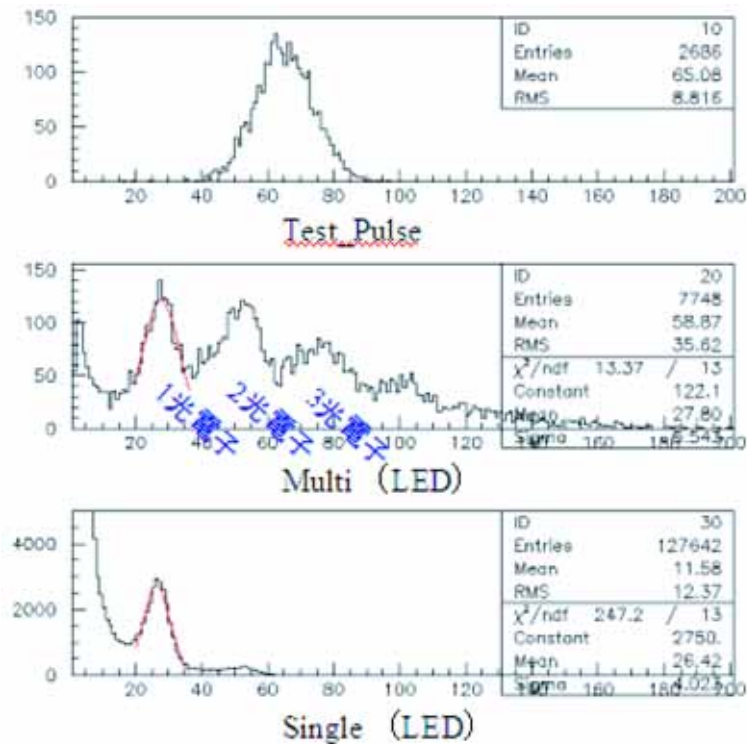 150
100
50
0
20 40 60 80 100 120 140 160 180 200
ID 10
Entries 2686
Mean 65.08
RMS 8.816
Test_Pulse
150
100
50
0
20 40 60 80 100 120 140 160 180 200
ID 20
Entries 7748
Mean 58.87
RMS 35.62
χ²/ndf 13.37 / 13
Constant 122.1
Mean 27.80
Sigma
1光電子
2光電子
3光電子
Multi (LED)
4000
2000
0
20 40 60 80 100 120 140 160 180 200
ID 30
Entries 127642
Mean 11.58
RMS 12.37
χ²/ndf 247.2 / 13
Constant 2750.
Mean 26.42
Sigma 4.023
Single (LED)